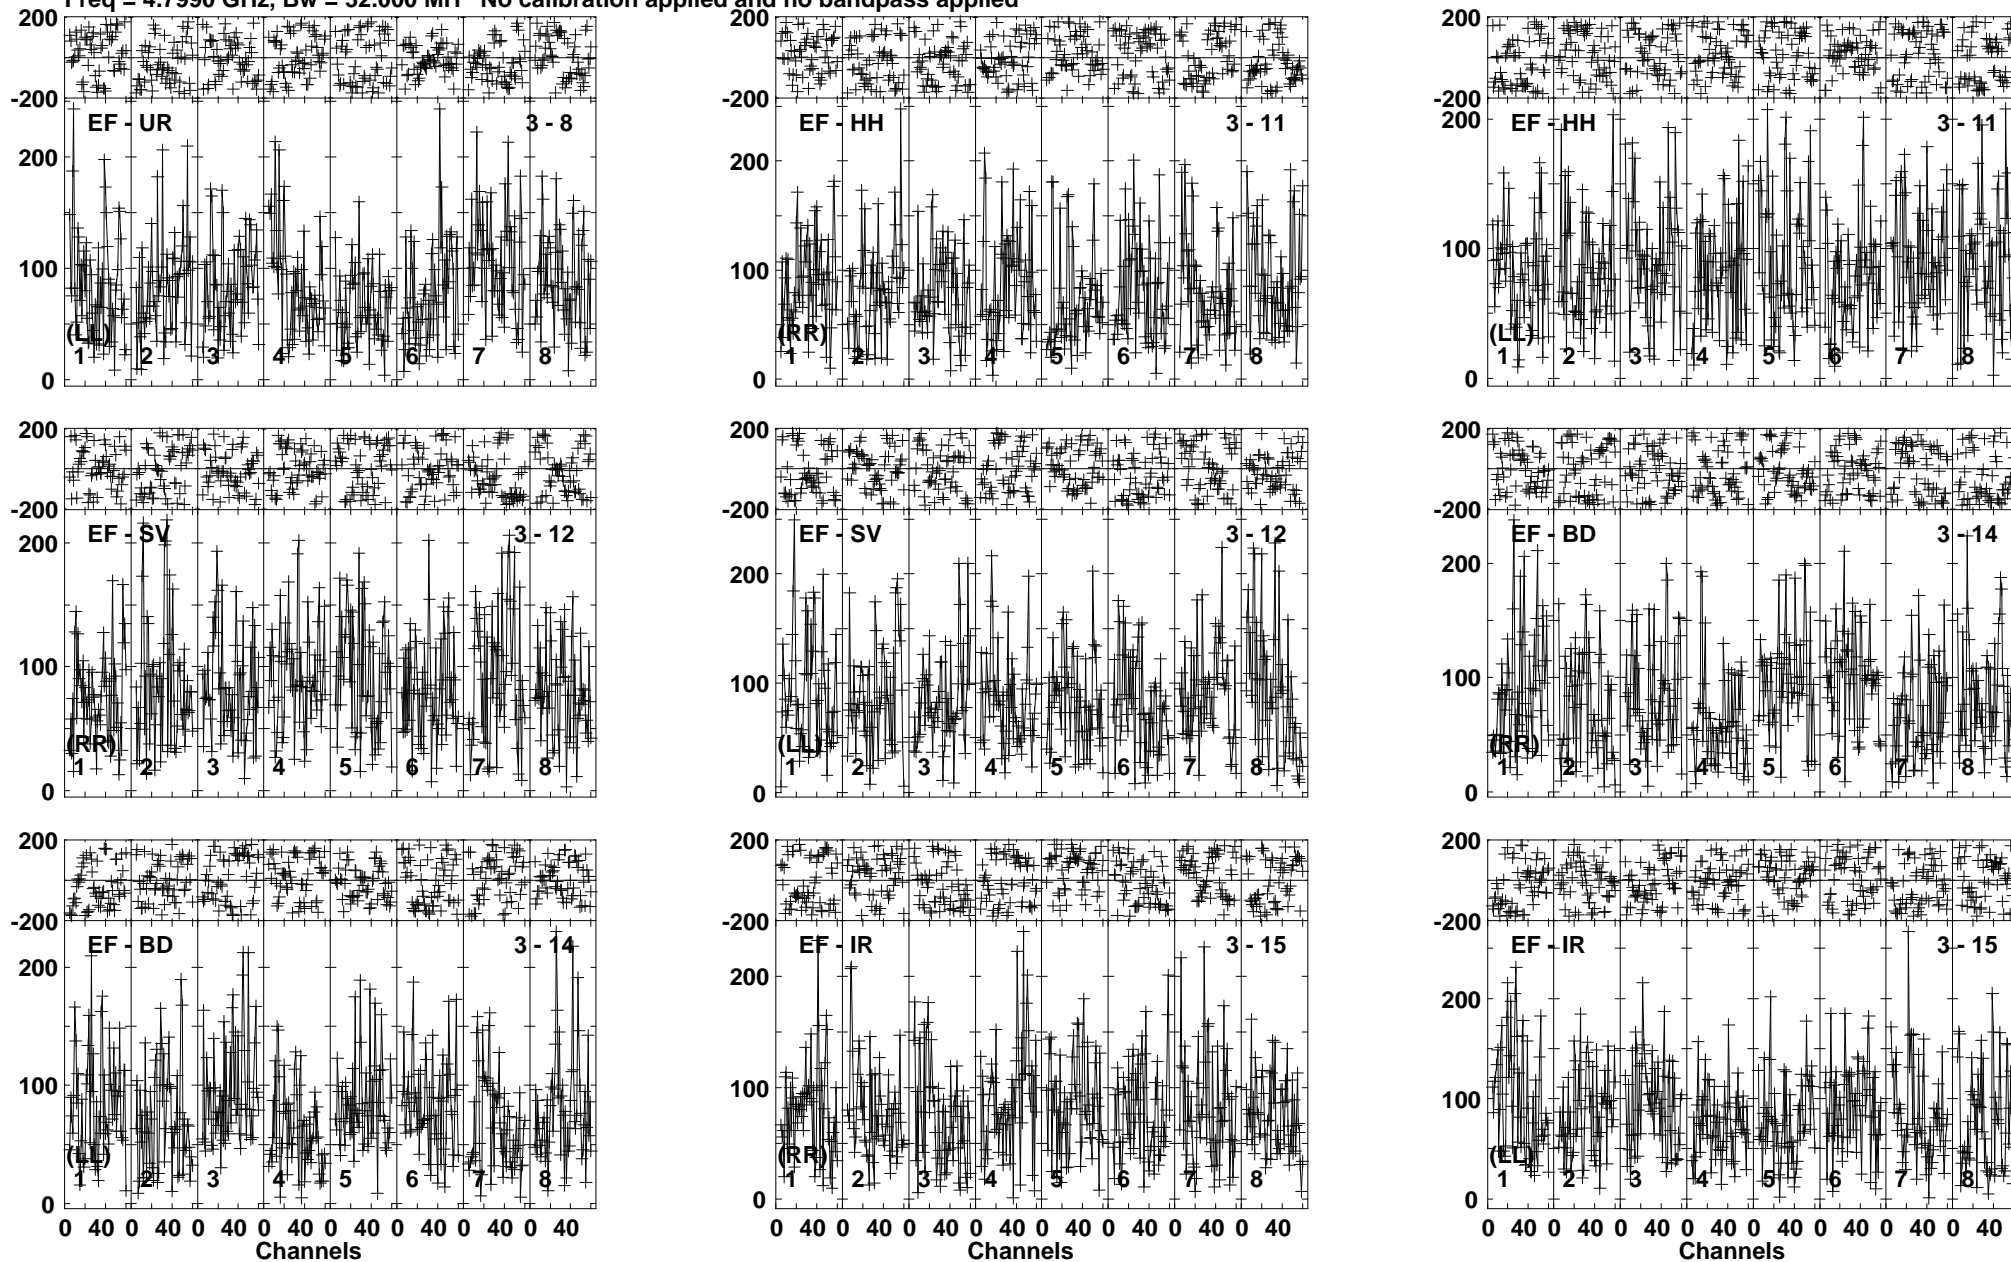 Freq = 4.7990 GHz, Bw = 32.000 MH No calibration applied and no bandpass applied
200 200 200
-200 -200 -200
EF - UR 3 - 8 EF - HH 3 - 11 EF - HH 3 - 11
200 200 200
100 100 100
(LL) (RR) (LL)
1 2 3 4 5 6 7 8 1 2 3 4 5 6 7 8 1 2 3 4 5 6 7 8
0 0 0
200 200 200
-200 -200 -200
EF - SV 3 - 12 EF - SV 3 - 12 EF - BD 3 - 14
200 200 200
100 100 100
(RR) (LL) (RR)
1 2 3 4 5 6 7 8 1 2 3 4 5 6 7 8 1 2 3 4 5 6 7 8
0 0 0
200 200 200
-200 -200 -200
EF - BD 3 - 14 EF - IR 3 - 15 EF - IR 3 - 15
200 200 200
100 100 100
(LL) (RR) (LL)
1 2 3 4 5 6 7 8 1 2 3 4 5 6 7 8 1 2 3 4 5 6 7 8
0 0 0
0 40 0 40 0 40 0 40 0 40 0 40 0 40 0 40 0 40 0 40 0 40 0 40 0 40 0 40 0 40 0 40 0 40 0 40 0 40 0 40 0 40 0 40 0 40 0 40
Channels Channels Channels